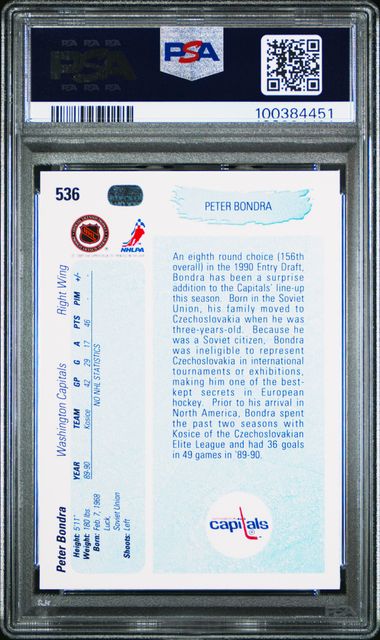 PSA
PSA
PSA
100384451
536
PETER BONDRA
NHLPA
An eighth round choice (156th
overall) in the 1990 Entry Draft,
Bondra has been a surprise
addition to the Capitals' line-up
this season. Born in the Soviet
Union, his family moved to
Czechoslovakia when he was
three-years-old. Because he
was a Soviet citizen, Bondra
was ineligible to represent
Czechoslovakia in international
tournaments or exhibitions,
making him one of the best-
kept secrets in European
hockey. Prior to his arrival in
North America, Bondra spent
the past two seasons with
Kosice of the Czechoslovakian
Elite League and had 36 goals
in 49 games in '89-90.
capitals
Peter Bondra Washington Capitals Right Wing
Height: 5'11"
Weight: 180 lbs.
Born: Feb. 7, 1968
Luck,
Soviet Union
Shoots: Left
YEAR TEAM GP G A PTS PIM +/-
89-90 Kosice 42 29 17 46 - -
NO NHL STATISTICS